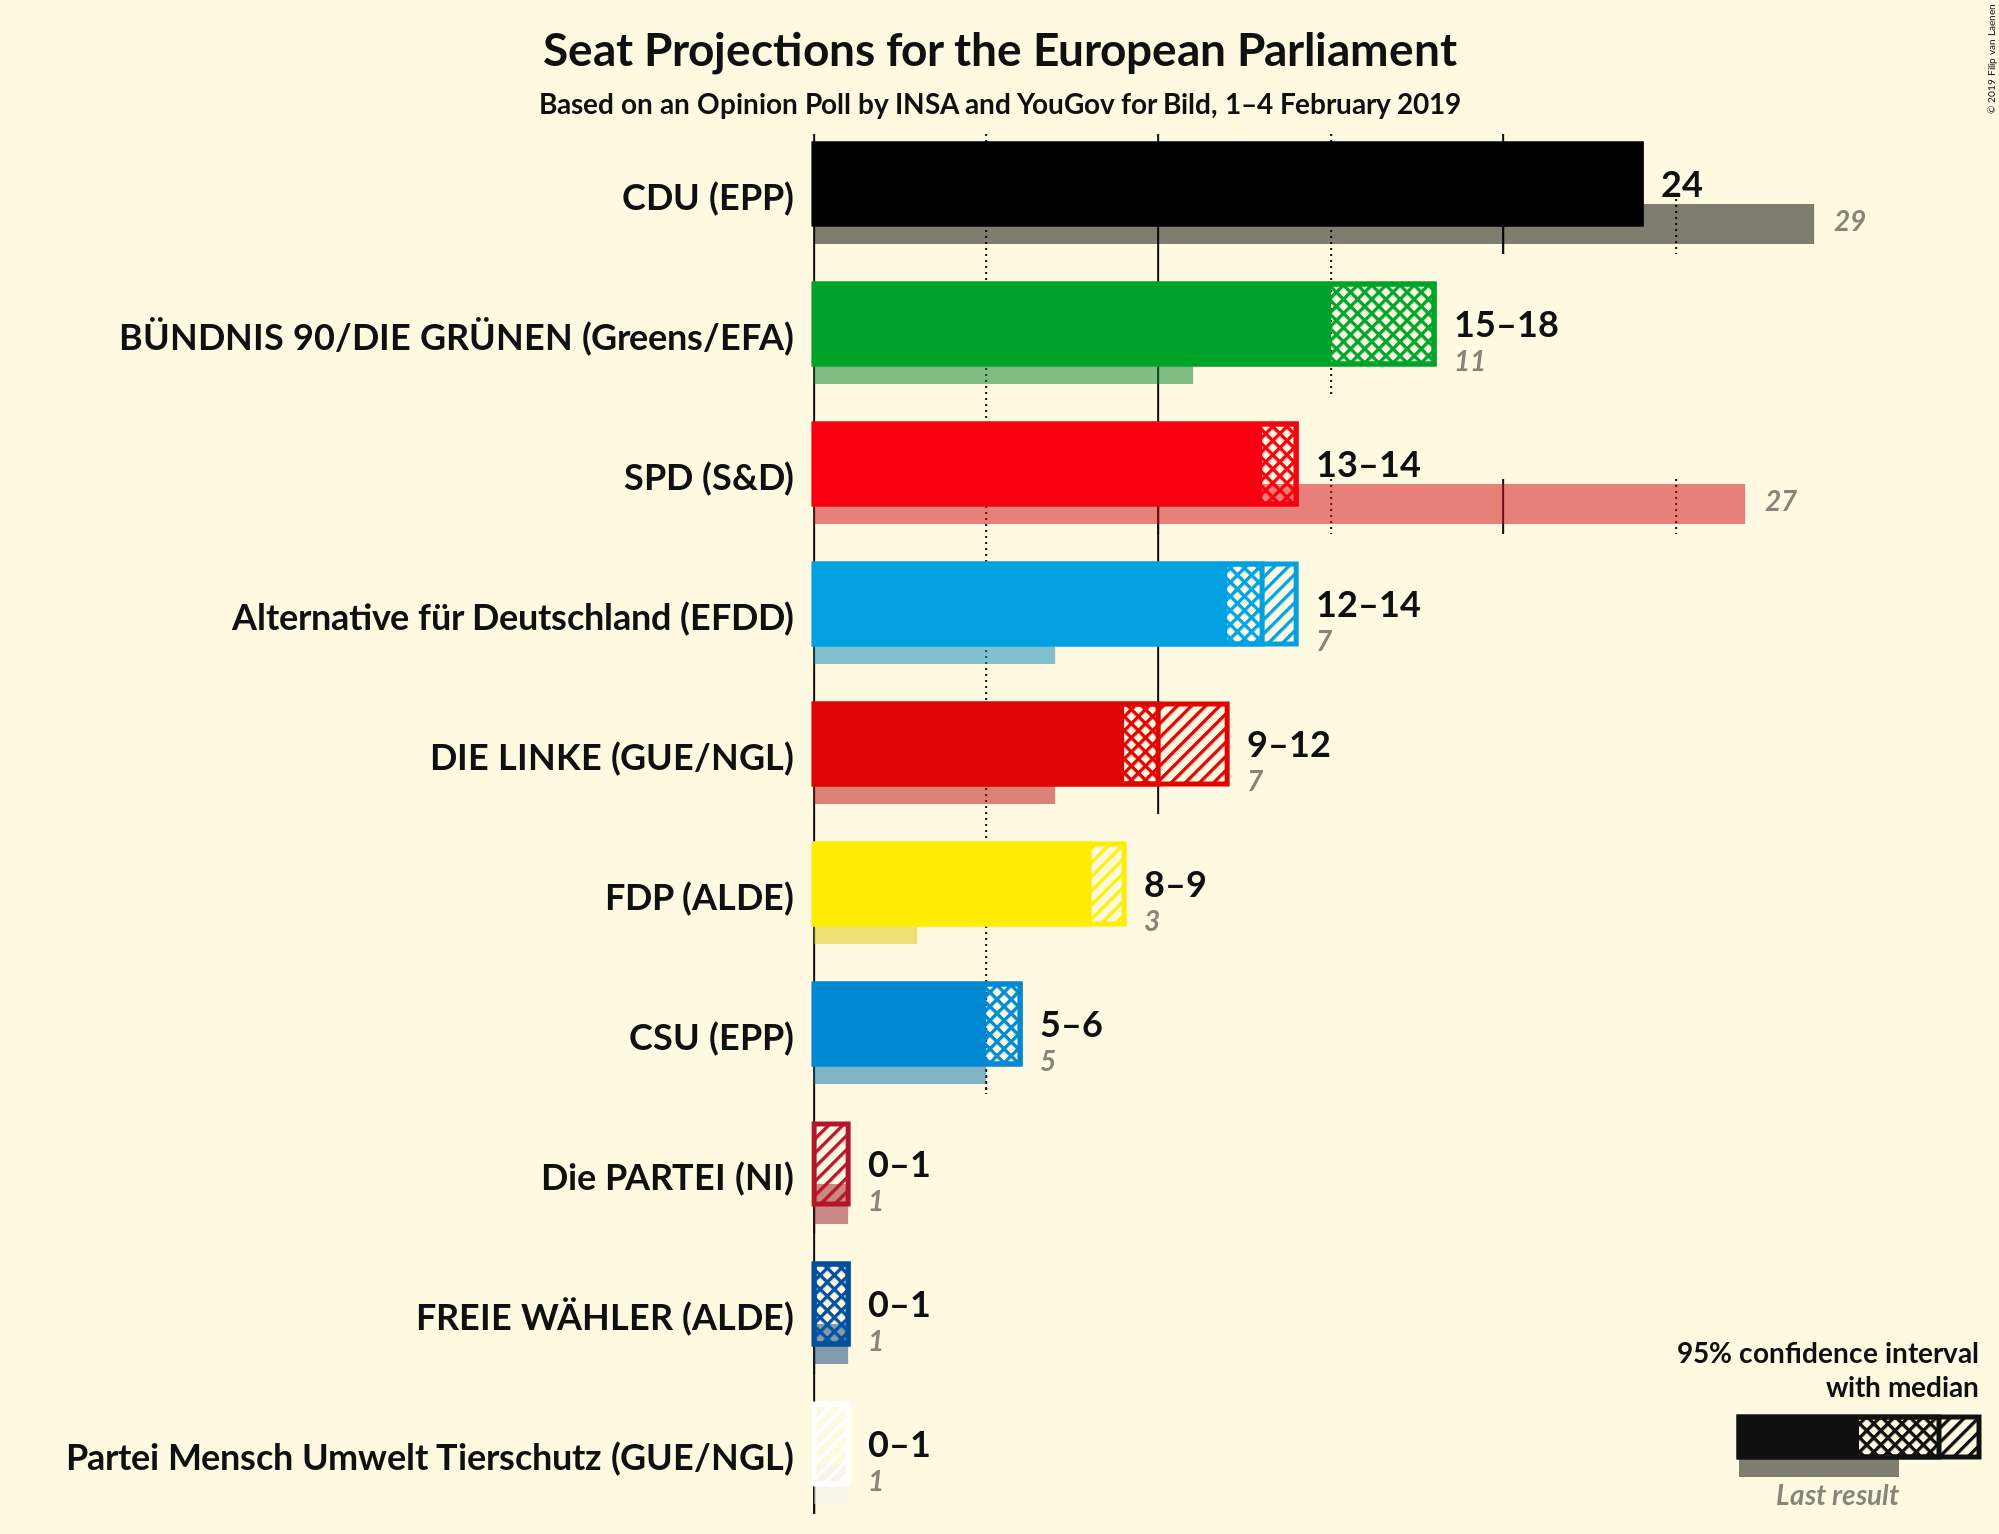 Seat Projections for the European Parliament
Based on an Opinion Poll by INSA and YouGov for Bild, 1–4 February 2019
© 2019 Filip van Laenen
CDU (EPP)
24
29
BÜNDNIS 90/DIE GRÜNEN (Greens/EFA)
15–18
11
SPD (S&D)
13–14
27
Alternative für Deutschland (EFDD)
12–14
7
DIE LINKE (GUE/NGL)
9–12
7
FDP (ALDE)
8–9
3
CSU (EPP)
5–6
5
Die PARTEI (NI)
0–1
1
FREIE WÄHLER (ALDE)
0–1
1
Partei Mensch Umwelt Tierschutz (GUE/NGL)
0–1
1
95% confidence interval
with median
Last result